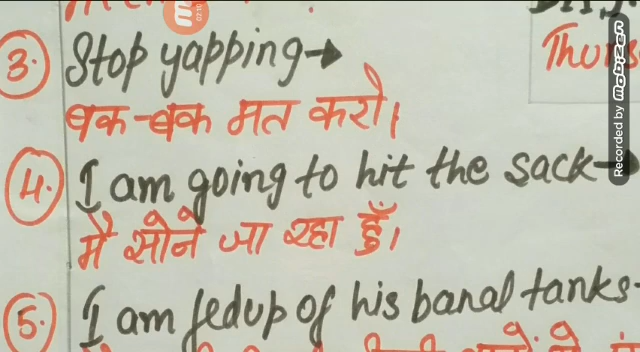 3. Stop yapping→
Thurs
बक-बक मत करो।
4. I am going to hit the sack→
मैं सोने जा रहा हूँ।
5. I am fedup of his banal tanks-
Recorded by mobizen